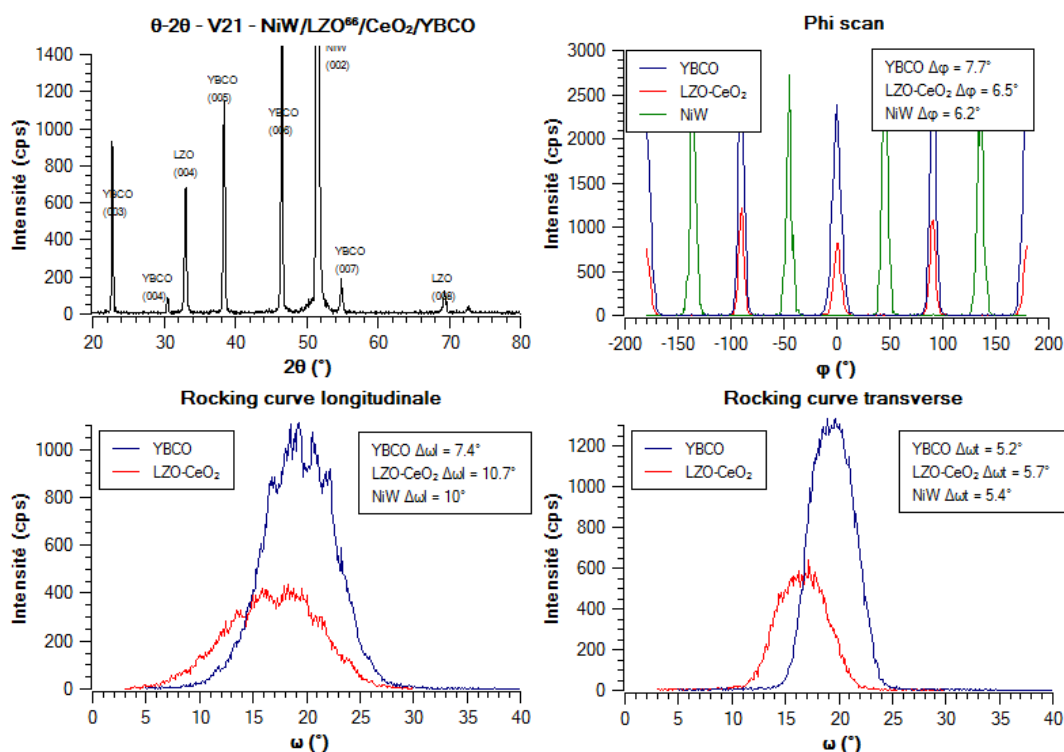 θ-2θ - V21 - NiW/LZO⁶⁶/CeO₂/YBCO
Intensité (cps)
1400
1200
1000
800
600
400
200
0
YBCO
(003)
YBCO
(004)
LZO
(004)
YBCO
(005)
YBCO
(006)
NiW
(002)
YBCO
(007)
LZO
(008)
20 30 40 50 60 70 80
2θ (°)
Phi scan
Intensité (cps)
3000
2500
2000
1500
1000
500
0
YBCO
LZO-CeO₂
NiW
YBCO Δφ = 7.7°
LZO-CeO₂ Δφ = 6.5°
NiW Δφ = 6.2°
-200 -150 -100 -50 0 50 100 150 200
φ (°)
Rocking curve longitudinale
Intensité (cps)
1000
800
600
400
200
0
YBCO
LZO-CeO₂
YBCO Δωl = 7.4°
LZO-CeO₂ Δωl = 10.7°
NiW Δωl = 10°
0 5 10 15 20 25 30 35 40
ω (°)
Rocking curve transverse
Intensité (cps)
1200
1000
800
600
400
200
0
YBCO
LZO-CeO₂
YBCO Δωt = 5.2°
LZO-CeO₂ Δωt = 5.7°
NiW Δωt = 5.4°
0 10 20 30 40
ω (°)